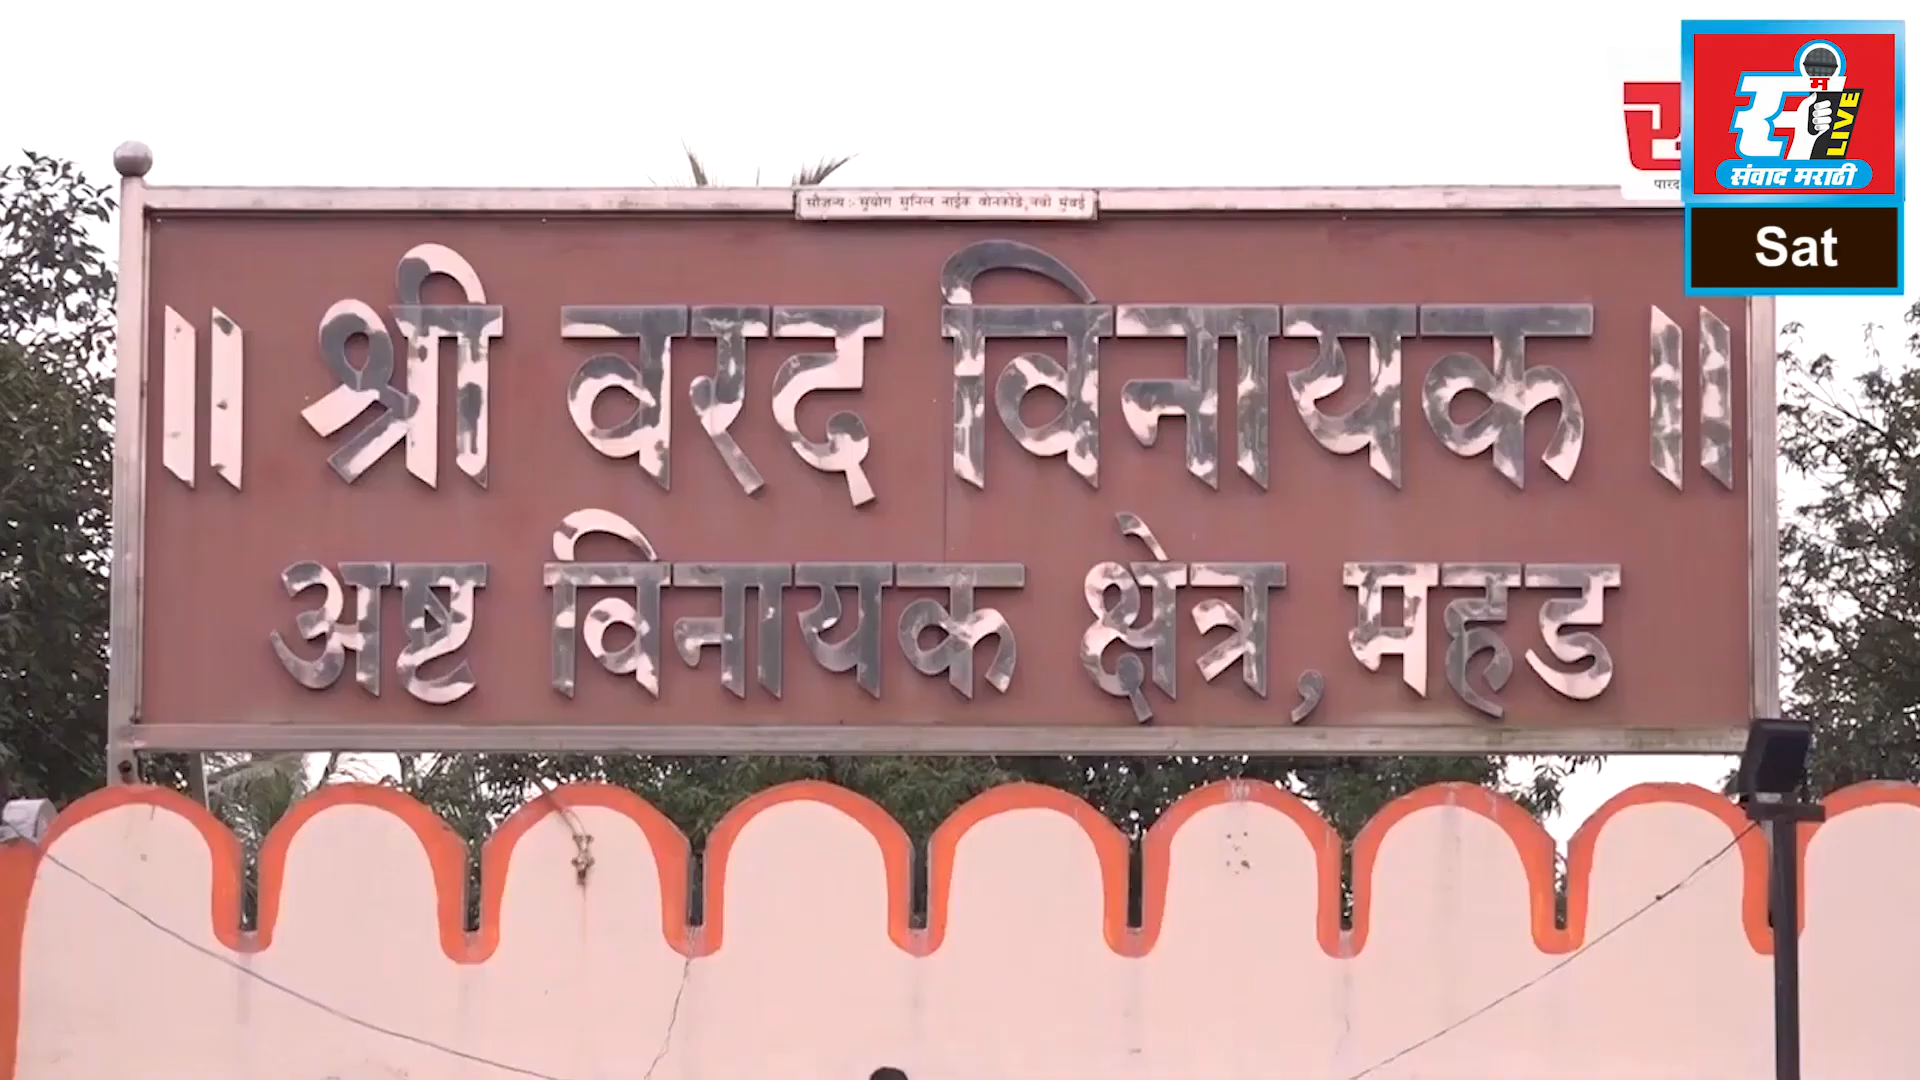 सौजन्य :- सुयोग सुनिल नाईक बोनकोडे, नवी मुंबई
॥ श्री वरद विनायक ॥
अष्ट विनायक क्षेत्र, महड
म
LIVE
संवाद मराठी
Sat